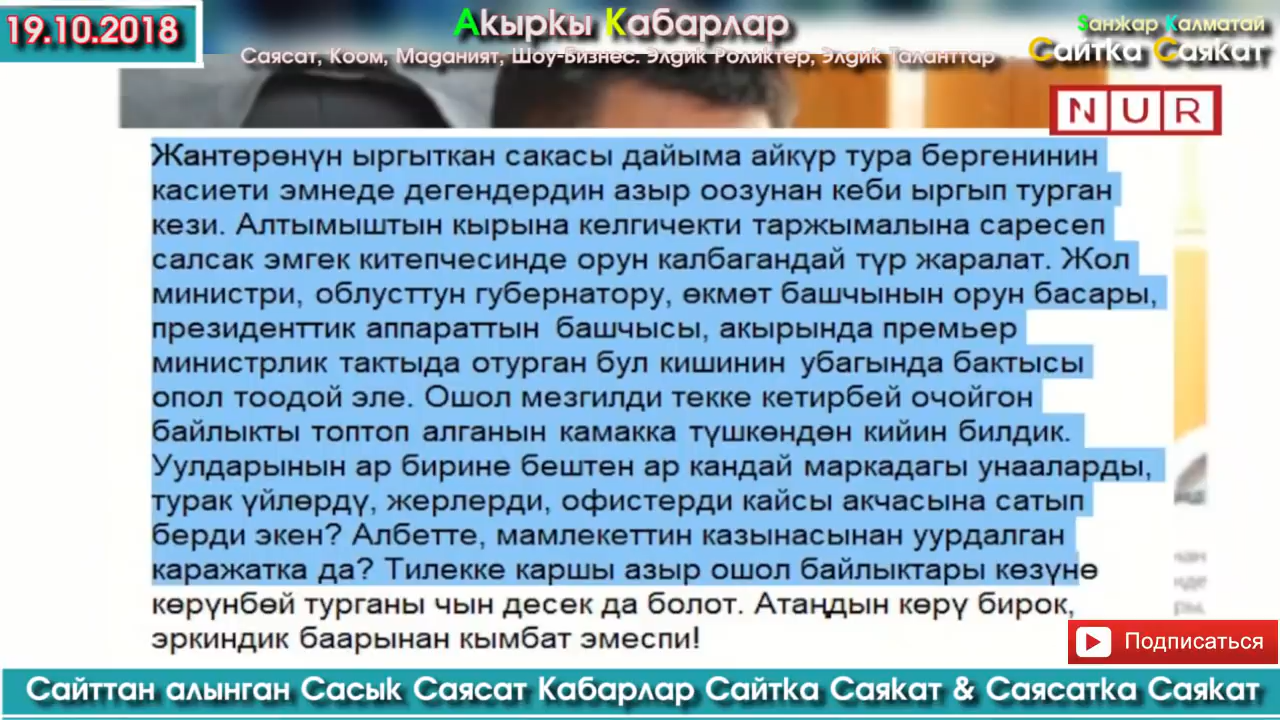 19.10.2018
Акыркы Кабарлар
Sанжар Калматай
Саясат, Коом, Маданият, Шоу-Бизнес. Элдик Роликтер, Элдик Таланттар
Сайтка Саякат
NUR
Жантөрөнүн ыргыткан сакасы дайыма айкүр тура бергенинин
касиети эмнеде дегендердин азыр оозунан кеби ыргып турган
кези. Алтымыштын кырына келгичекти таржымалына саресеп
салсак эмгек китепчесинде орун калбагандай түр жаралат. Жол
министри, облусттун губернатору, өкмөт башчынын орун басары,
президенттик аппараттын башчысы, акырында премьер
министрлик тактыда отурган бул кишинин убагында бактысы
опол тоодой эле. Ошол мезгилди текке кетирбей очойгон
байлыкты топтоп алганын камакка түшкөндөн кийин билдик.
Уулдарынын ар бирине бештен ар кандай маркадагы унааларды,
турак үйлөрдү, жерлерди, офистерди кайсы акчасына сатып
берди экен? Албетте, мамлекеттин казынасынан уурдалган
каражатка да? Тилекке каршы азыр ошол байлыктары көзүнө
көрүнбөй турганы чын десек да болот. Атаңдын көрү бирок,
эркиндик баарынан кымбат эмеспи!
Подписаться
Сайттан алынган Сасык Саясат Кабарлар Сайтка Саякат & Саясатка Саякат